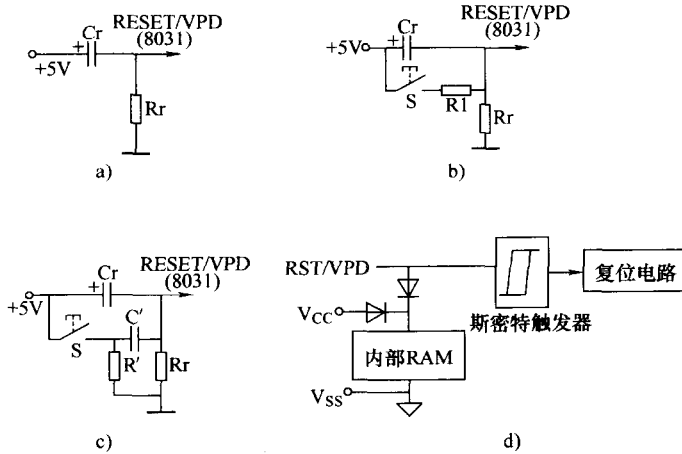 RESET/VPD
(8031)
Cr
+
+5V
Rr
a)
RESET/VPD
(8031)
Cr
+
+5V
S
R1
Rr
b)
RESET/VPD
(8031)
Cr
+
+5V
C'
S
R'
Rr
c)
RST/VPD
VCC
内部RAM
VSS
斯密特触发器
复位电路
d)